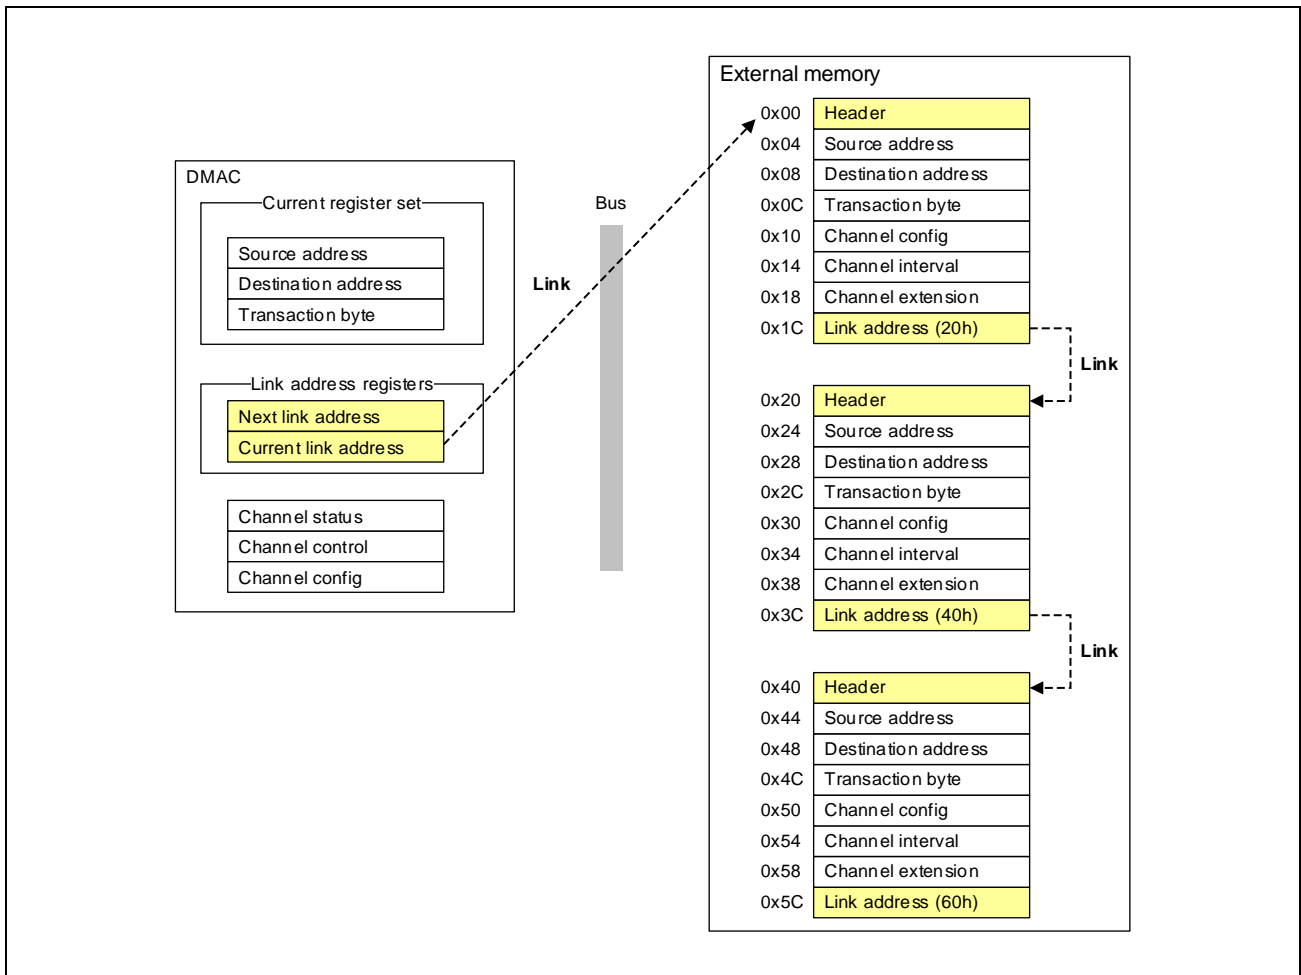 DMAC
Current register set
Source address
Destination address
Transaction byte
Link address registers
Next link address
Current link address
Channel status
Channel control
Channel config
Link
Bus
External memory
0x00 Header
0x04 Source address
0x08 Destination address
0x0C Transaction byte
0x10 Channel config
0x14 Channel interval
0x18 Channel extension
0x1C Link address (20h)
Link
0x20 Header
0x24 Source address
0x28 Destination address
0x2C Transaction byte
0x30 Channel config
0x34 Channel interval
0x38 Channel extension
0x3C Link address (40h)
Link
0x40 Header
0x44 Source address
0x48 Destination address
0x4C Transaction byte
0x50 Channel config
0x54 Channel interval
0x58 Channel extension
0x5C Link address (60h)